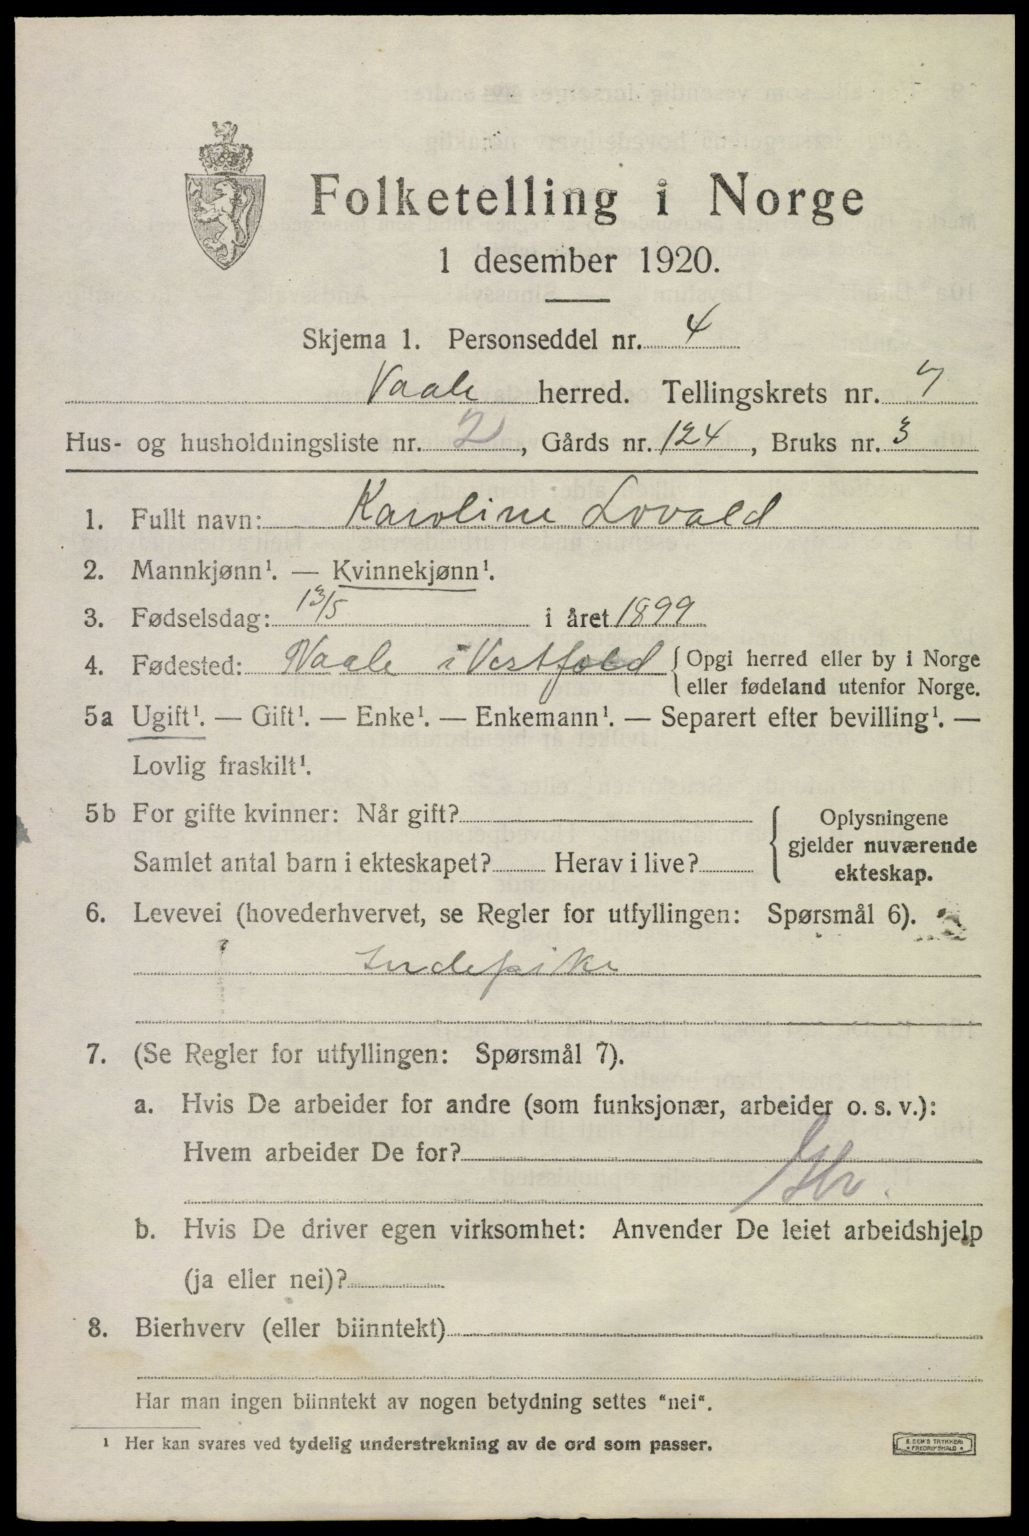 Folketelling i Norge
1 desember 1920.
Skjema 1. Personseddel nr. 4
Vaale herred. Tellingskrets nr. 7
Hus- og husholdningsliste nr. 2, Gårds nr. 124, Bruks nr. 3
1. Fullt navn: Karoline Lovald
2. Mannkjønn¹. — Kvinnekjønn¹.
3. Fødselsdag: 13/5 i året 1899
4. Fødested: Vaale i Vestfold {Opgi herred eller by i Norge
eller fødeland utenfor Norge.
5a Ugift¹. — Gift¹. — Enke¹. — Enkemann¹. — Separert efter bevilling¹. —
Lovlig fraskilt¹.
5b For gifte kvinner: Når gift?
Samlet antal barn i ekteskapet? Herav i live?
{Oplysningene
gjelder nuværende
ekteskap.
6. Levevei (hovederhvervet, se Regler for utfyllingen: Spørsmål 6).
Indepike
7. (Se Regler for utfyllingen: Spørsmål 7).
a. Hvis De arbeider for andre (som funksjonær, arbeider o. s. v.):
Hvem arbeider De for?
b. Hvis De driver egen virksomhet: Anvender De leiet arbeidshjelp
(ja eller nei)?
8. Bierhverv (eller biinntekt)
Har man ingen biinntekt av nogen betydning settes "nei".
¹ Her kan svares ved tydelig understrekning av de ord som passer.